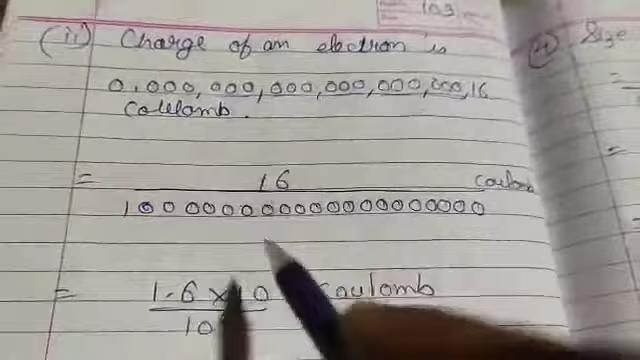 (ii) Charge of an electron is
0.000,000,000,000,000,000,16
coulomb.
= 16 coulomb
100000000000000000000
= 1.6 × 10 Coulomb
10
Size
=
=